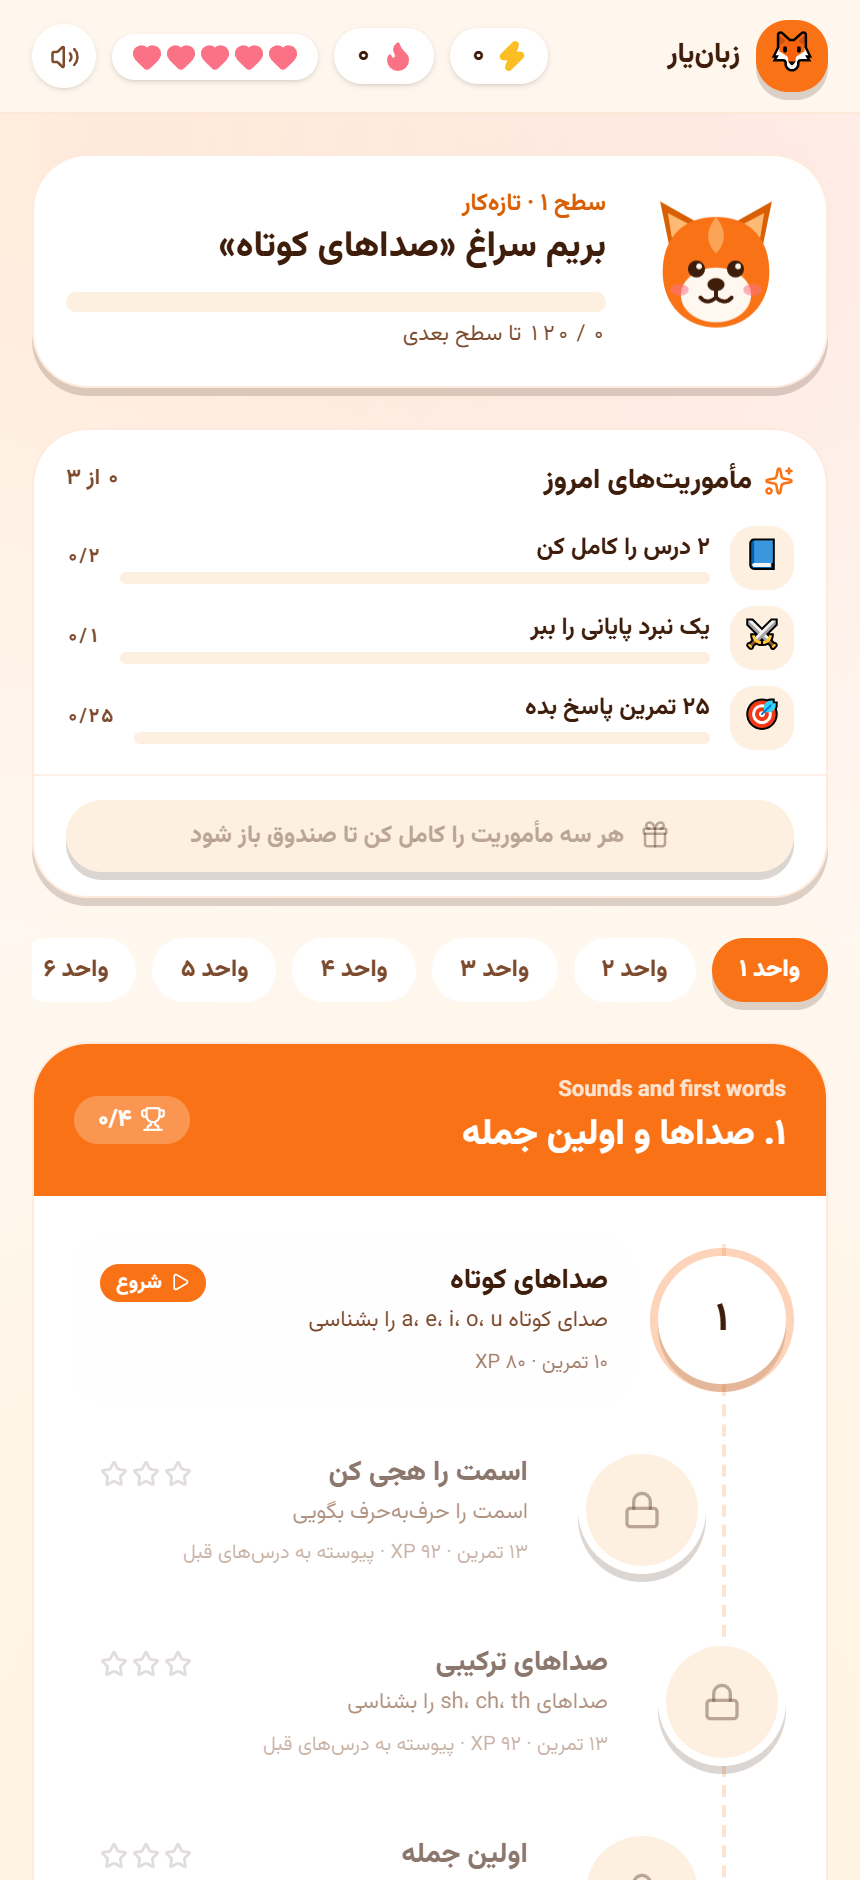 زبان‌یار
۰
۰
سطح ۱ · تازه‌کار
بریم سراغ «صداهای کوتاه»
۰ / ۱۲۰ تا سطح بعدی
مأموریت‌های امروز
۰ از ۳
۲ درس را کامل کن
۰/۲
یک نبرد پایانی را ببر
۰/۱
۲۵ تمرین پاسخ بده
۰/۲۵
هر سه مأموریت را کامل کن تا صندوق باز شود
واحد ۱
واحد ۲
واحد ۳
واحد ۴
واحد ۵
واحد ۶
Sounds and first words
۱. صداها و اولین جمله
۰/۴
۱
صداهای کوتاه
شروع
صدای کوتاه a، e، i، o، u را بشناسی
۱۰ تمرین · ۸۰ XP
اسمت را هجی کن
اسمت را حرف‌به‌حرف بگویی
۱۳ تمرین · ۹۲ XP · پیوسته به درس‌های قبل
صداهای ترکیبی
صداهای sh، ch، th را بشناسی
۱۳ تمرین · ۹۲ XP · پیوسته به درس‌های قبل
اولین جمله